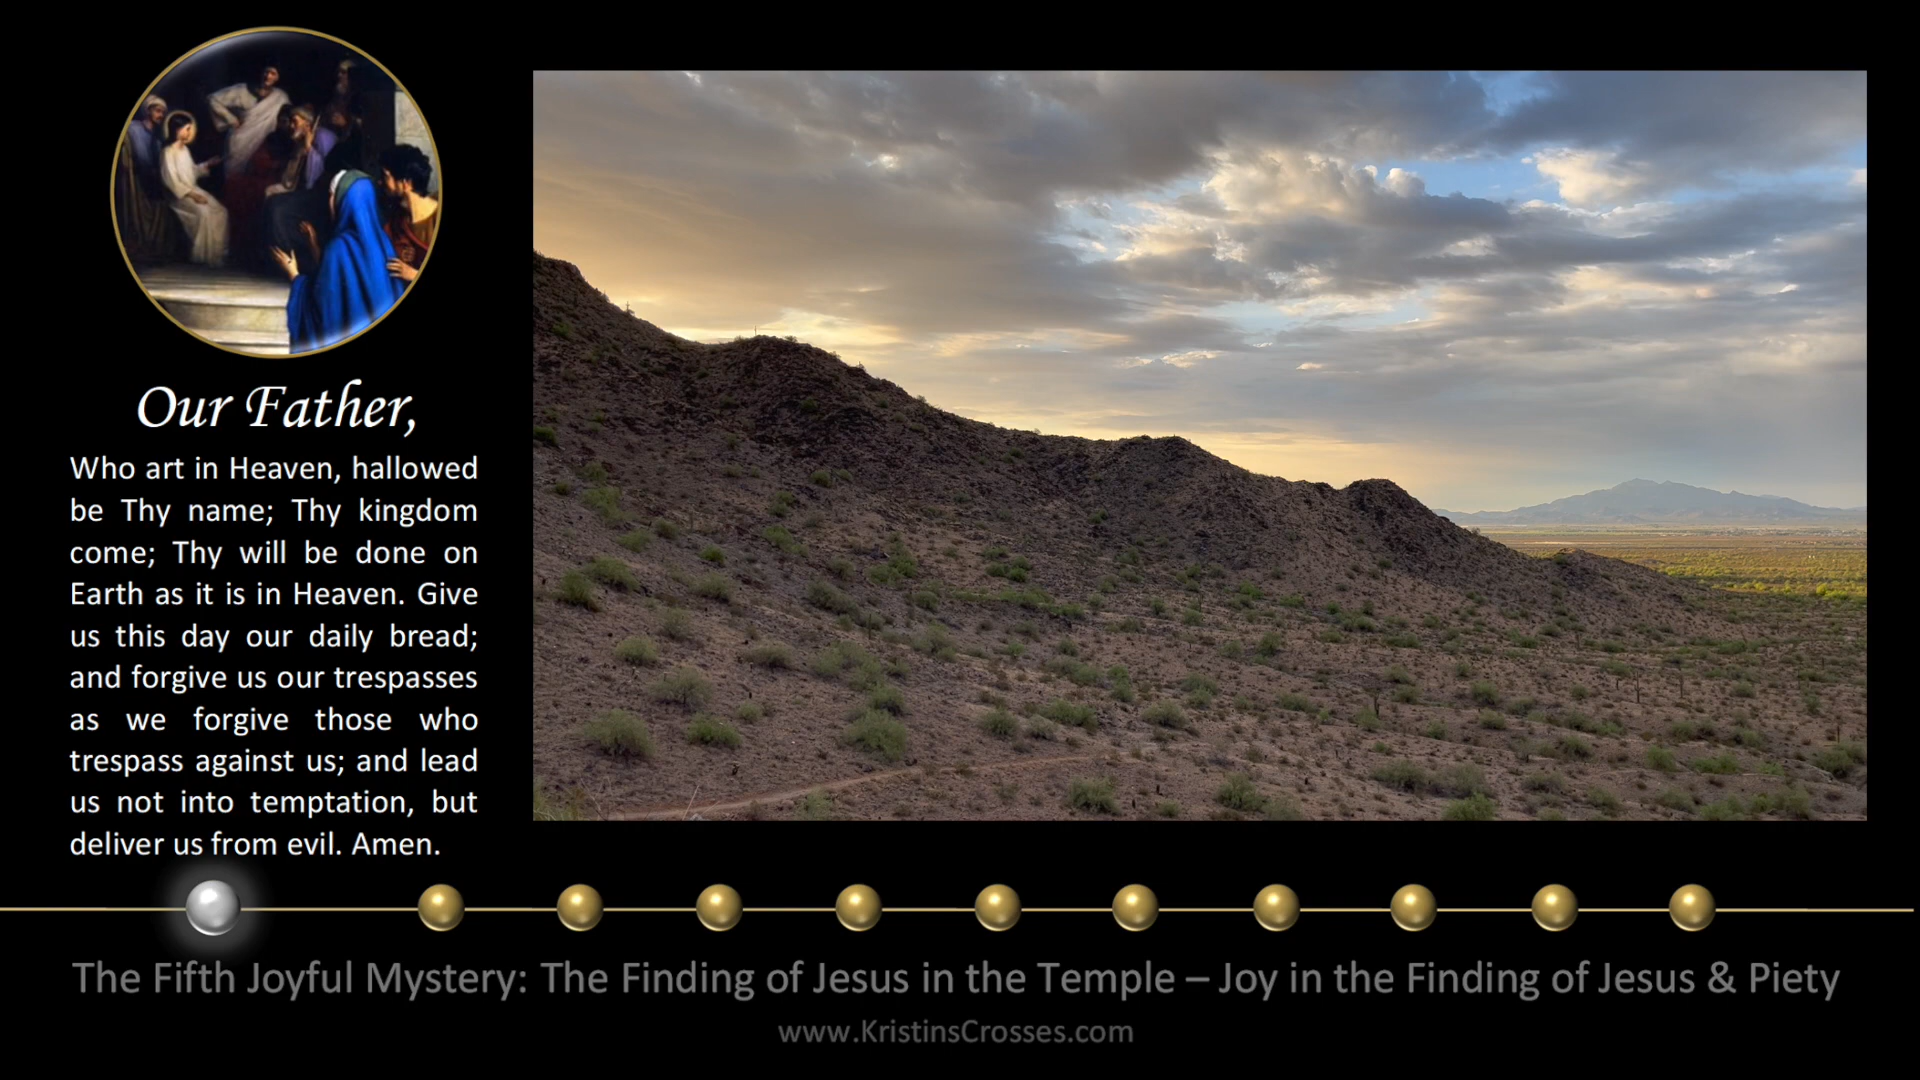 Our Father,
Who art in Heaven, hallowed
be Thy name; Thy kingdom
come; Thy will be done on
Earth as it is in Heaven. Give
us this day our daily bread;
and forgive us our trespasses
as we forgive those who
trespass against us; and lead
us not into temptation, but
deliver us from evil. Amen.
The Fifth Joyful Mystery: The Finding of Jesus in the Temple – Joy in the Finding of Jesus & Piety
www.KristinsCrosses.com